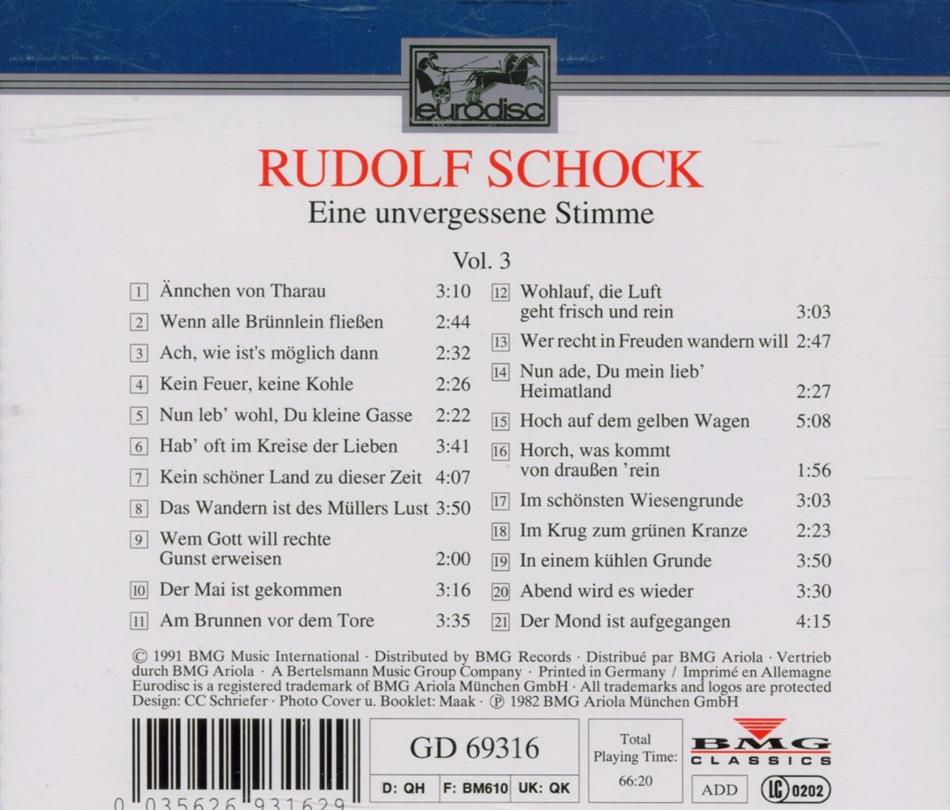 eurodisc
RUDOLF SCHOCK
Eine unvergessene Stimme
Vol. 3
1 Ännchen von Tharau 3:10
2 Wenn alle Brünnlein fließen 2:44
3 Ach, wie ist's möglich dann 2:32
4 Kein Feuer, keine Kohle 2:26
5 Nun leb' wohl, Du kleine Gasse 2:22
6 Hab' oft im Kreise der Lieben 3:41
7 Kein schöner Land zu dieser Zeit 4:07
8 Das Wandern ist des Müllers Lust 3:50
9 Wem Gott will rechte
Gunst erweisen 2:00
10 Der Mai ist gekommen 3:16
11 Am Brunnen vor dem Tore 3:35
12 Wohlauf, die Luft
geht frisch und rein 3:03
13 Wer recht in Freuden wandern will 2:47
14 Nun ade, Du mein lieb'
Heimatland 2:27
15 Hoch auf dem gelben Wagen 5:08
16 Horch, was kommt
von draußen 'rein 1:56
17 Im schönsten Wiesengrunde 3:03
18 Im Krug zum grünen Kranze 2:23
19 In einem kühlen Grunde 3:50
20 Abend wird es wieder 3:30
21 Der Mond ist aufgegangen 4:15
© 1991 BMG Music International · Distributed by BMG Records · Distribué par BMG Ariola · Vertrieb
durch BMG Ariola · A Bertelsmann Music Group Company · Printed in Germany / Imprimé en Allemagne
Eurodisc is a registered trademark of BMG Ariola München GmbH · All trademarks and logos are protected
Design: CC Schriefer · Photo Cover u. Booklet: Maak · ℗ 1982 BMG Ariola München GmbH
0 035626 931629
GD 69316
D: QH F: BM610 UK: QK
Total
Playing Time:
66:20
BMG
CLASSICS
ADD
LC 0202